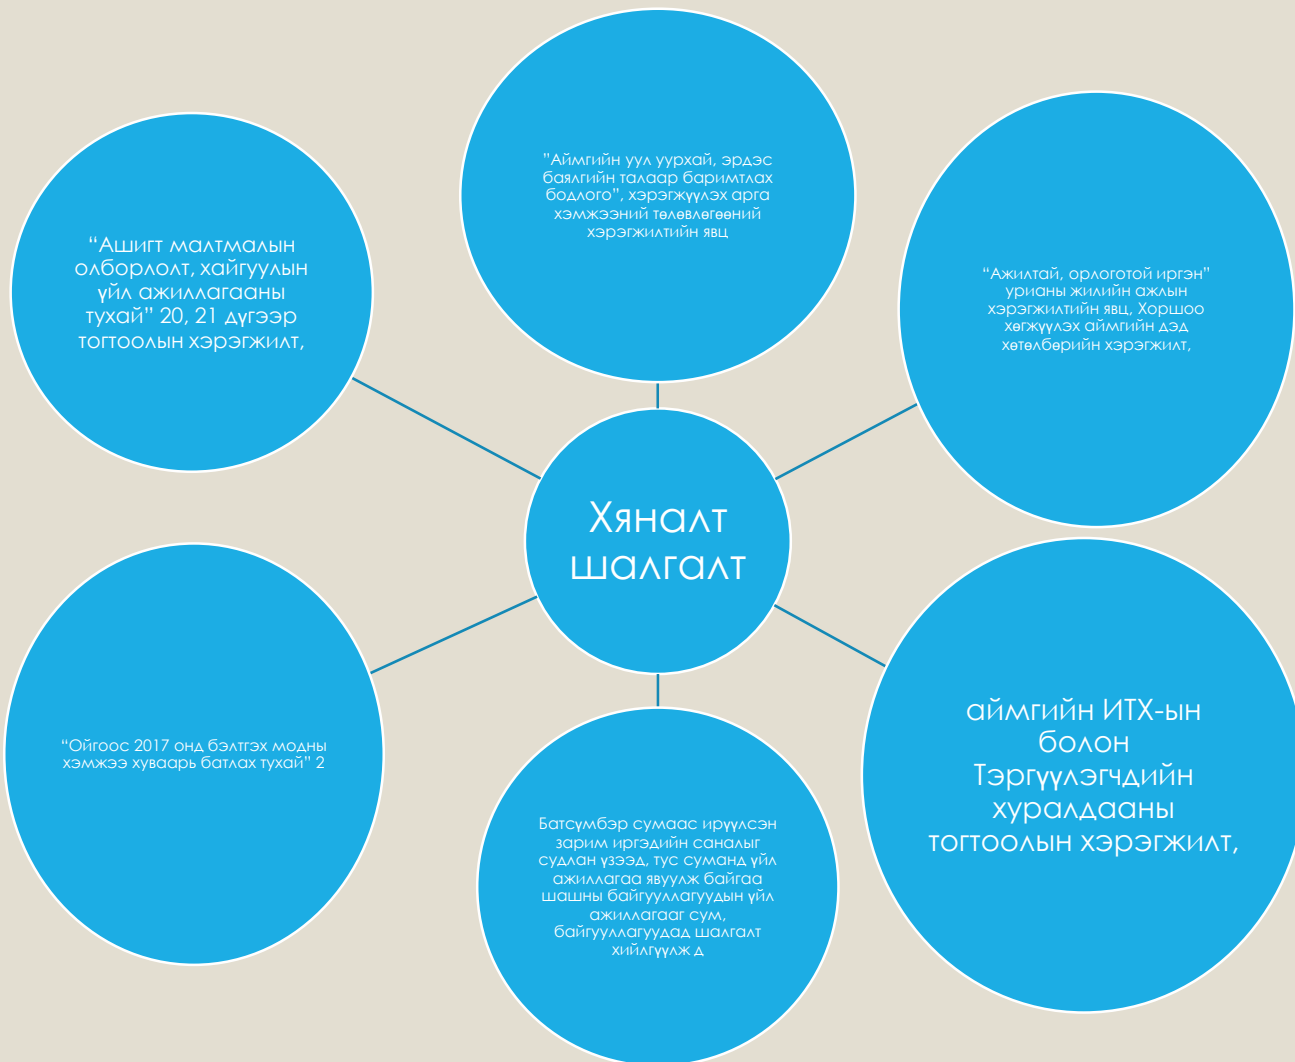 "Аймгийн уул уурхай, эрдэс
баялгийн талаар баримтлах
бодлого", хэрэгжүүлэх арга
хэмжээний төлөвлөгөөний
хэрэгжилтийн явц
"Ажилтай, орлоготой иргэн"
урианы жилийн ажлын
хэрэгжилтийн явц, Хоршоо
хөгжүүлэх аймгийн дэд
хөтөлбөрийн хэрэгжилт,
аймгийн ИТХ-ын
болон
Тэргүүлэгчдийн
хуралдааны
тогтоолын хэрэгжилт,
Батсүмбэр сумаас ирүүлсэн
зарим иргэдийн саналыг
судлан үзээд, тус суманд үйл
ажиллагаа явуулж байгаа
шашны байгууллагуудын үйл
ажиллагааг сум,
байгууллагуудад шалгалт
хийлгүүлж д
"Ойгоос 2017 онд бэлтгэх модны
хэмжээ хуваарь батлах тухай" 2
"Ашигт малтмалын
олборлолт, хайгуулын
үйл ажиллагааны
тухай" 20, 21 дүгээр
тогтоолын хэрэгжилт,
Хяналт
шалгалт